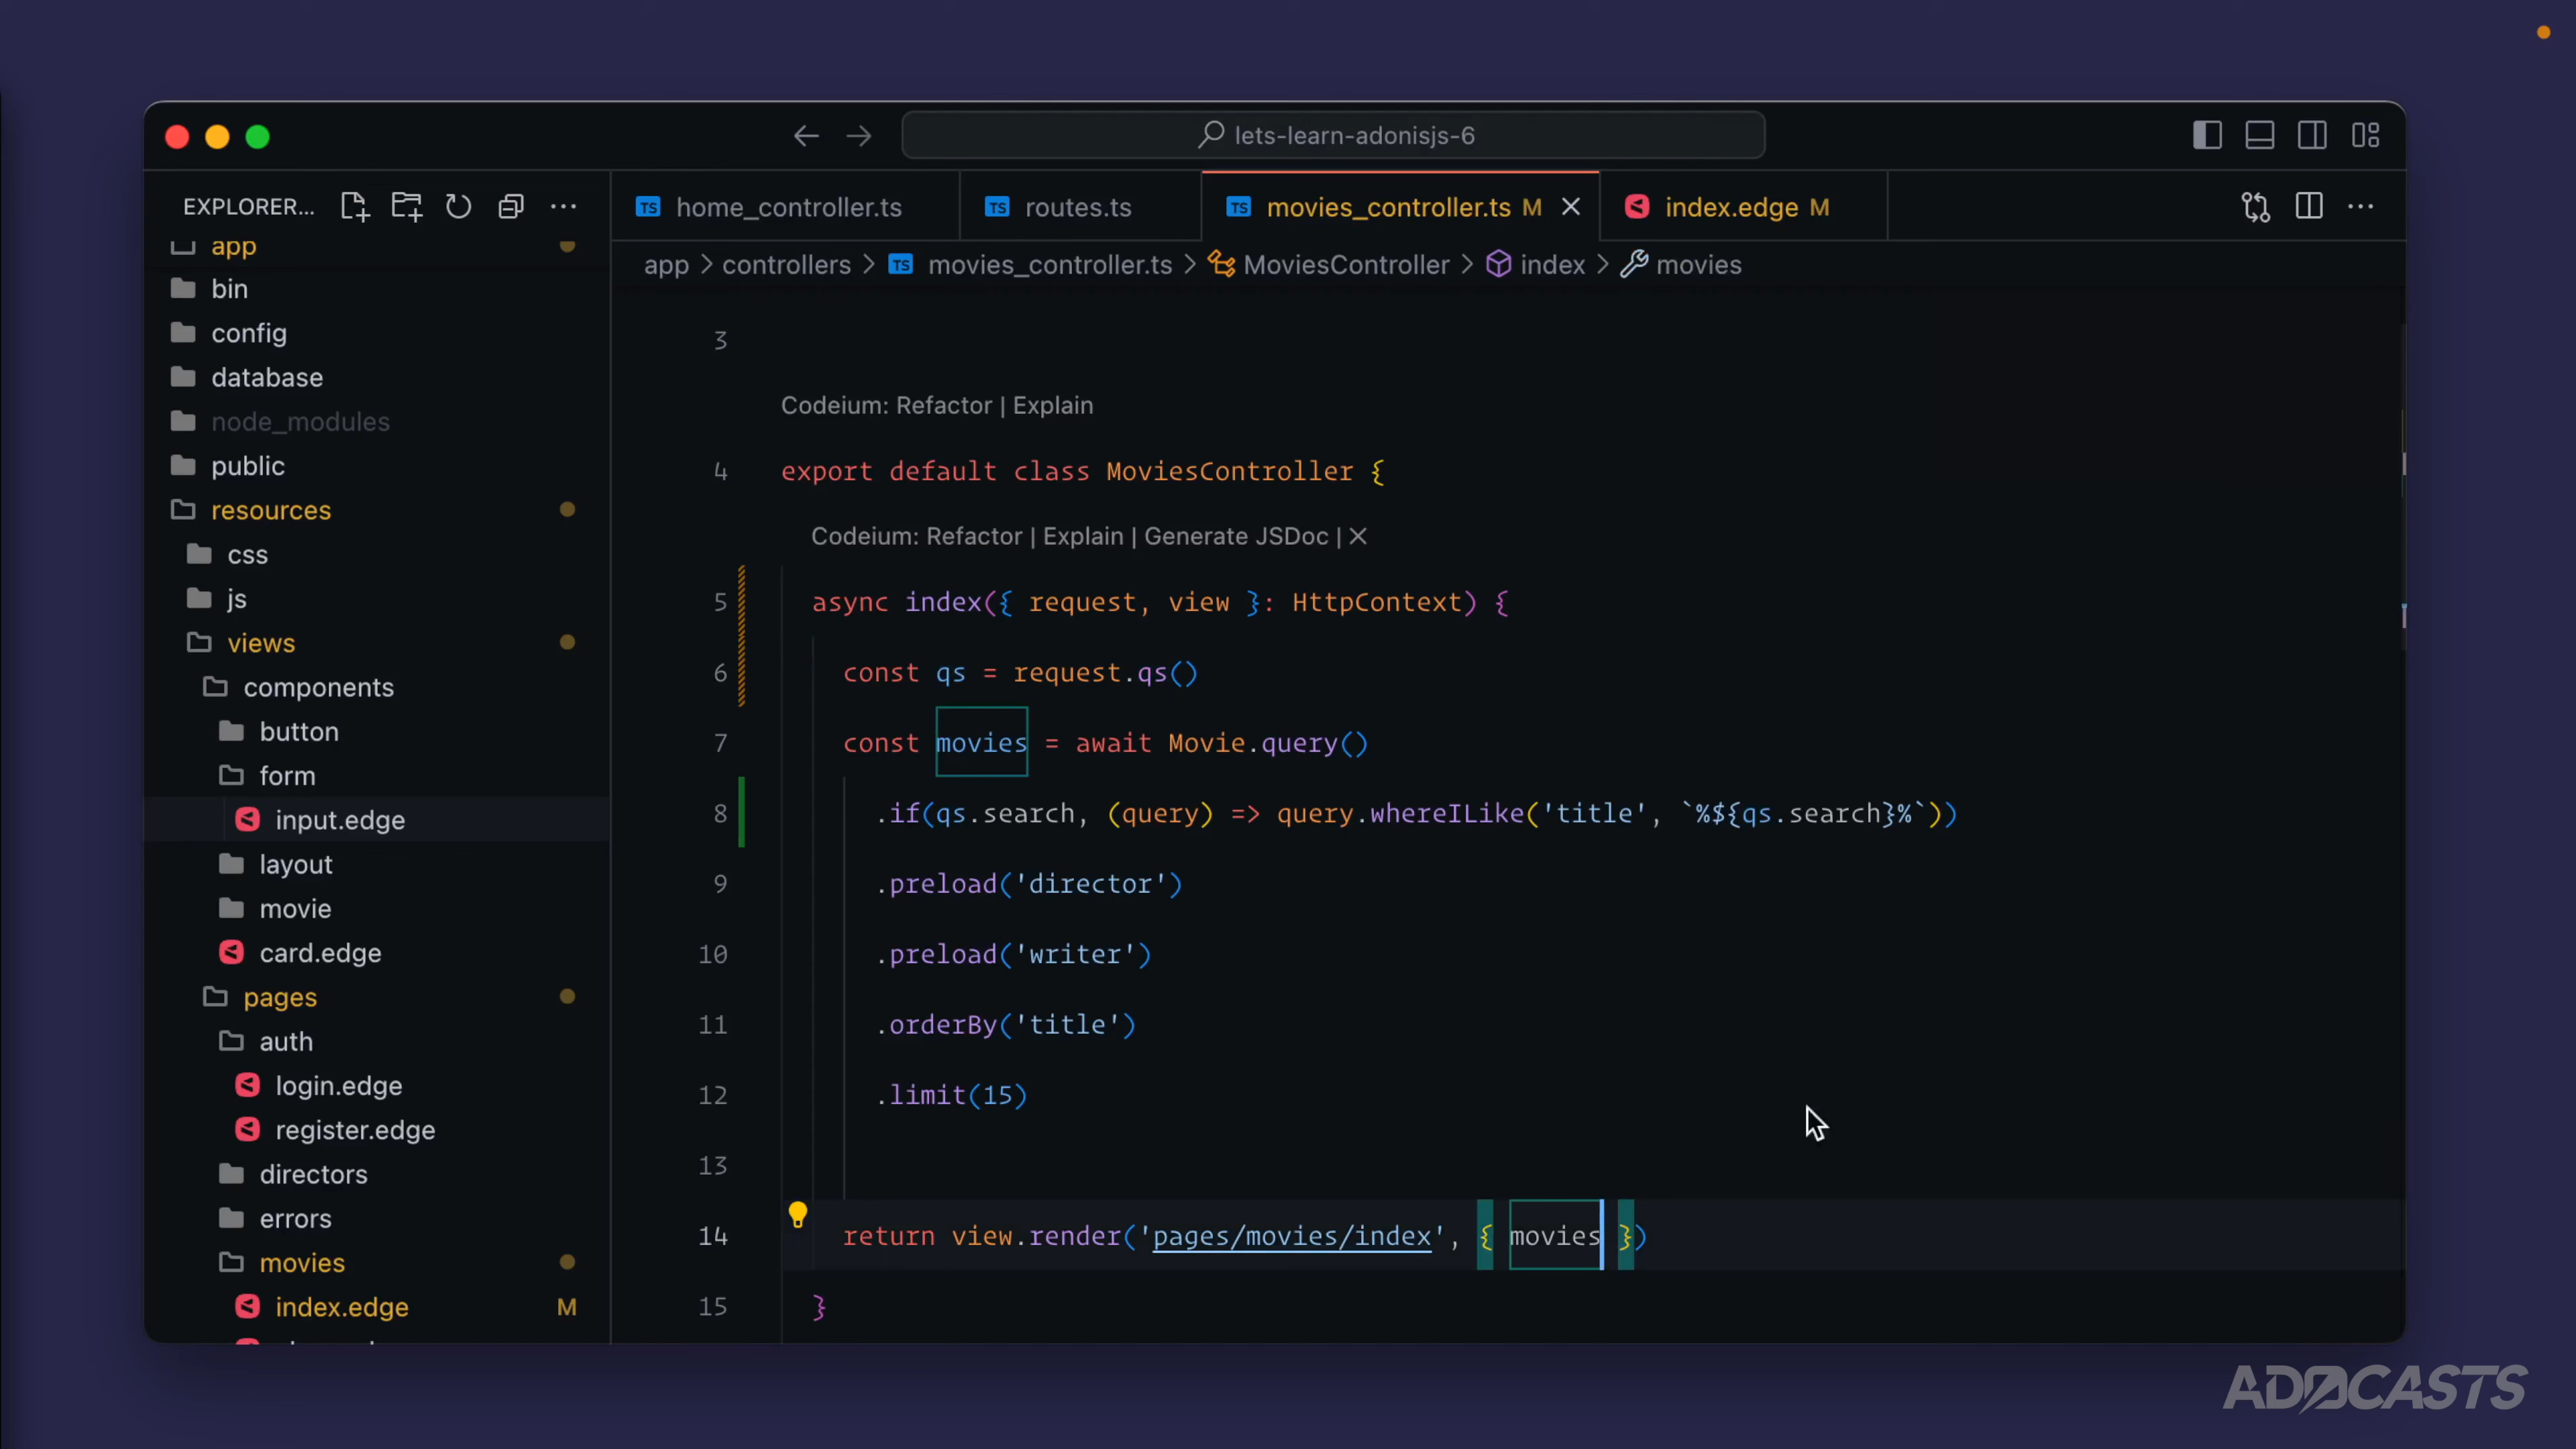 lets-learn-adonisjs-6
EXPLORER...
home_controller.ts
routes.ts
movies_controller.ts M
index.edge M
app > controllers > TS movies_controller.ts > MoviesController > index > movies
app
bin
config
database
node_modules
public
resources
css
js
views
components
button
form
input.edge
layout
movie
card.edge
pages
auth
login.edge
register.edge
directors
errors
movies
index.edge M
3
Codeium: Refactor | Explain
4 export default class MoviesController {
Codeium: Refactor | Explain | Generate JSDoc | ✕
5 async index({ request, view }: HttpContext) {
6 const qs = request.qs()
7 const movies = await Movie.query()
8 .if(qs.search, (query) => query.whereILike('title', `%${qs.search}%`))
9 .preload('director')
10 .preload('writer')
11 .orderBy('title')
12 .limit(15)
13
14 return view.render('pages/movies/index', { movies })
15 }
ADOCASTS